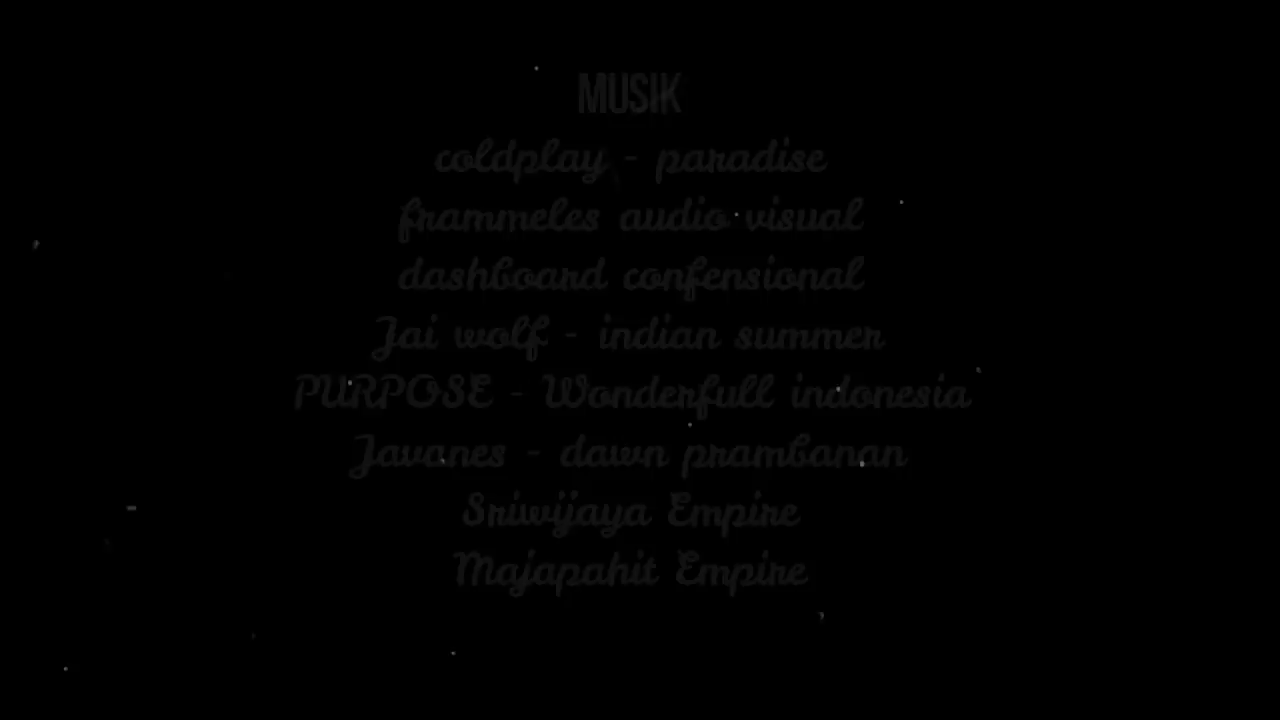 MUSIK
coldplay - paradise
frammeles audio visual
dashboard confensional
Jai wolf - indian summer
PURPOSE - Wonderfull indonesia
Javanes - dawn prambanan
Sriwijaya Empire
Majapahit Empire